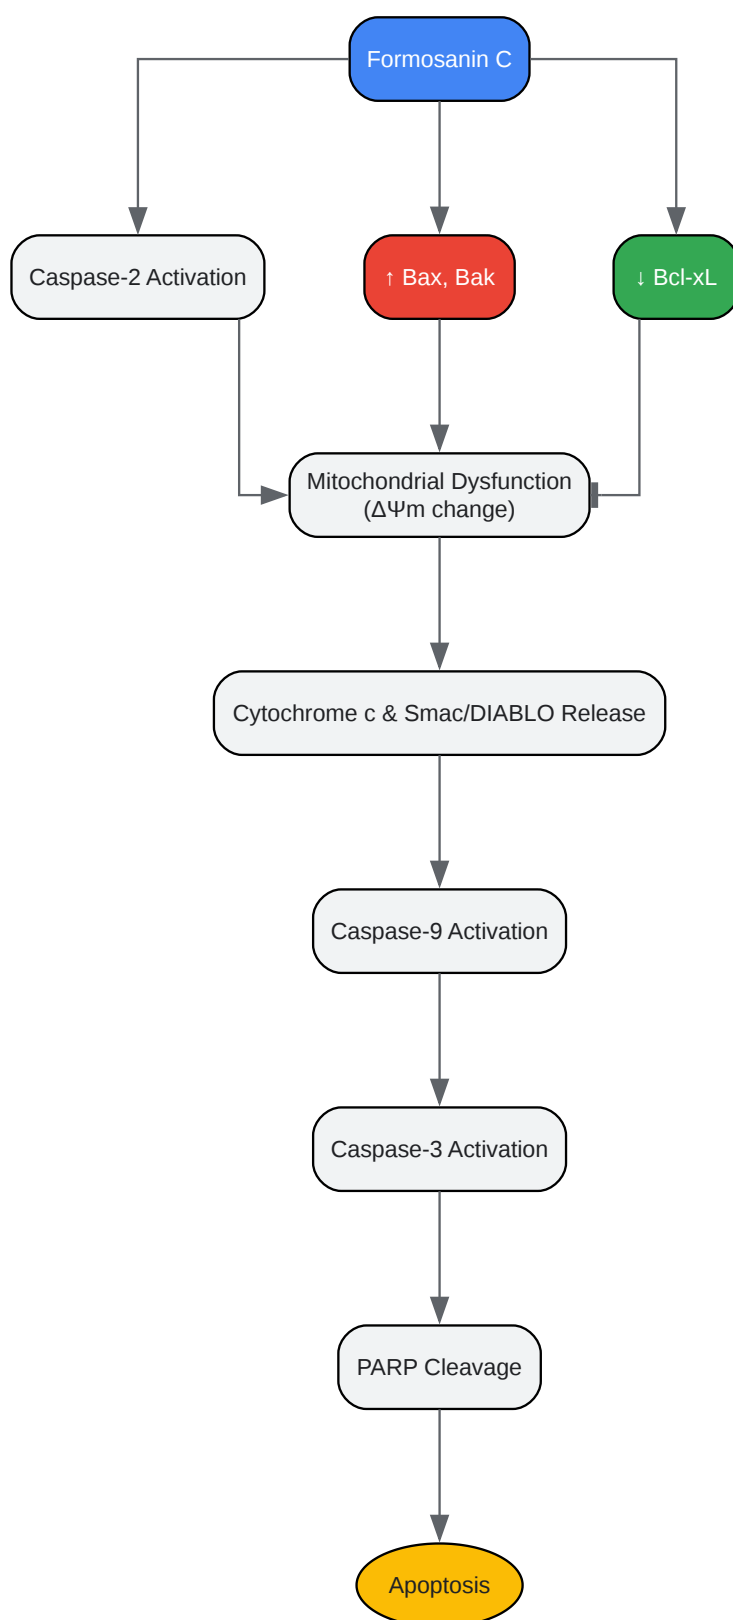 Formosanin C
Caspase-2 Activation
↑ Bax, Bak
↓ Bcl-xL
Mitochondrial Dysfunction
(ΔΨm change)
Cytochrome c & Smac/DIABLO Release
Caspase-9 Activation
Caspase-3 Activation
PARP Cleavage
Apoptosis